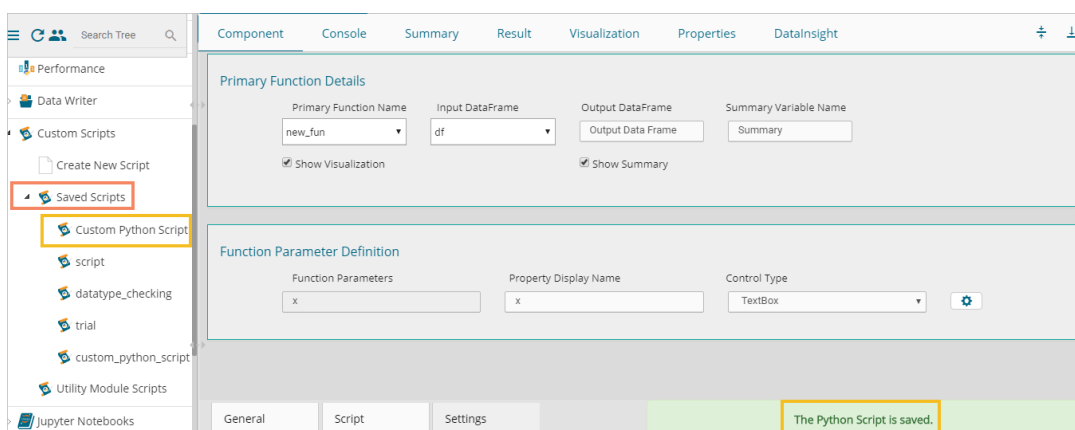 Search Tree
Performance
Data Writer
Custom Scripts
Create New Script
Saved Scripts
Custom Python Script
script
datatype_checking
trial
custom_python_script
Utility Module Scripts
Jupyter Notebooks
Component Console Summary Result Visualization Properties DataInsight
Primary Function Details
Primary Function Name Input DataFrame Output DataFrame Summary Variable Name
new_fun df Output Data Frame Summary
Show Visualization Show Summary
Function Parameter Definition
Function Parameters Property Display Name Control Type
x x TextBox
General Script Settings The Python Script is saved.